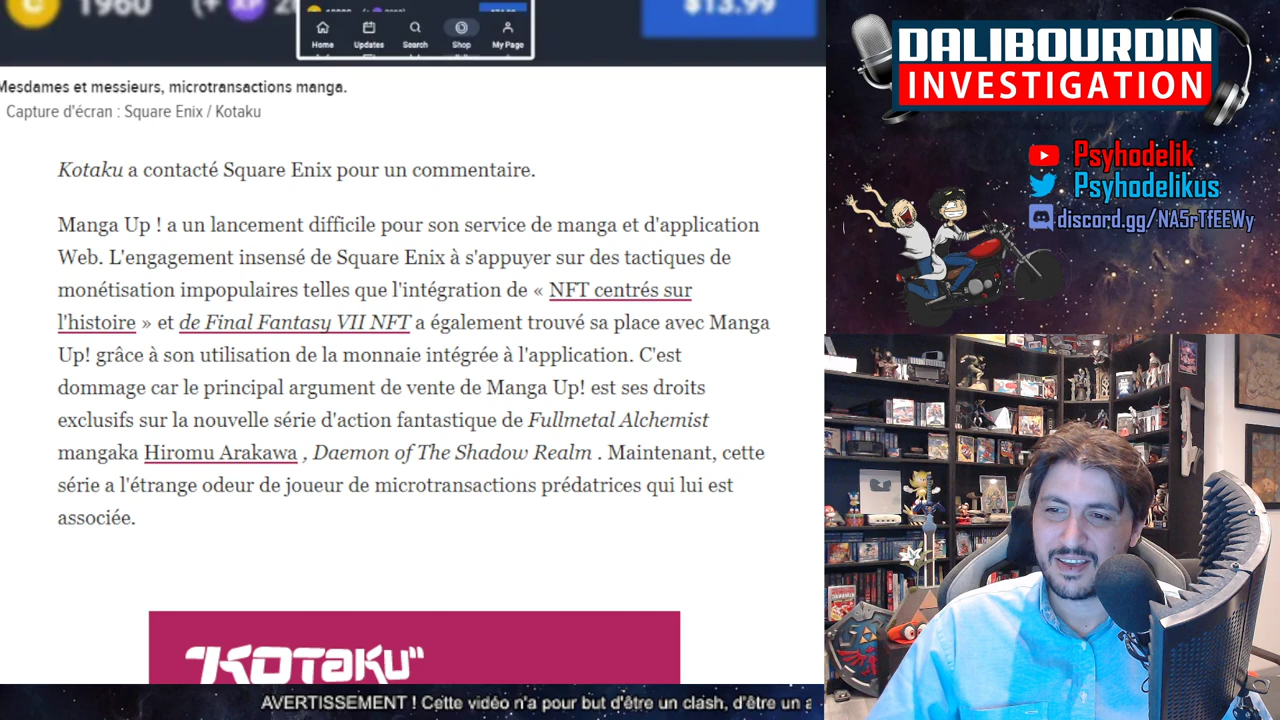 C 1960 (+ XP 2
$13.99
Home Updates Search Shop My Page
Mesdames et messieurs, microtransactions manga.
Capture d'écran : Square Enix / Kotaku
Kotaku a contacté Square Enix pour un commentaire.
Manga Up ! a un lancement difficile pour son service de manga et d'application
Web. L'engagement insensé de Square Enix à s'appuyer sur des tactiques de
monétisation impopulaires telles que l'intégration de « NFT centrés sur
l'histoire » et de Final Fantasy VII NFT a également trouvé sa place avec Manga
Up! grâce à son utilisation de la monnaie intégrée à l'application. C'est
dommage car le principal argument de vente de Manga Up! est ses droits
exclusifs sur la nouvelle série d'action fantastique de Fullmetal Alchemist
mangaka Hiromu Arakawa , Daemon of The Shadow Realm . Maintenant, cette
série a l'étrange odeur de joueur de microtransactions prédatrices qui lui est
associée.
"KOTAKU"
AVERTISSEMENT ! Cette vidéo n'a pour but d'être un clash, d'être un a
DALIBOURDIN
INVESTIGATION
Psyhodelik
Psyhodelikus
discord.gg/NA5rTfEEWy